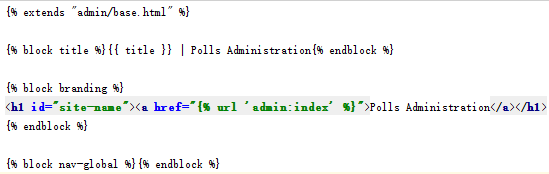 {% extends "admin/base.html" %}
{% block title %}{{ title }} | Polls Administration{% endblock %}
{% block branding %}
<h1 id="site-name"><a href="{% url 'admin:index' %}">Polls Administration</a></h1>
{% endblock %}
{% block nav-global %}{% endblock %}